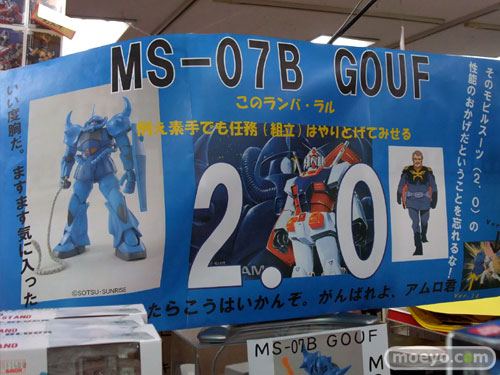 MS-07B GOUF
このランバ・ラル
例え素手でも任務（組立）はやりとげてみせる
そのモビルスーツ（２．０）の
性能のおかげだということを忘れるな！
いい度胸だ。ますます気に入った
2.0
©SOTSU・SUNRISE
たらこうはいかんぞ。がんばれよ、アムロ君
MS-07B GOUF
moeyo.com